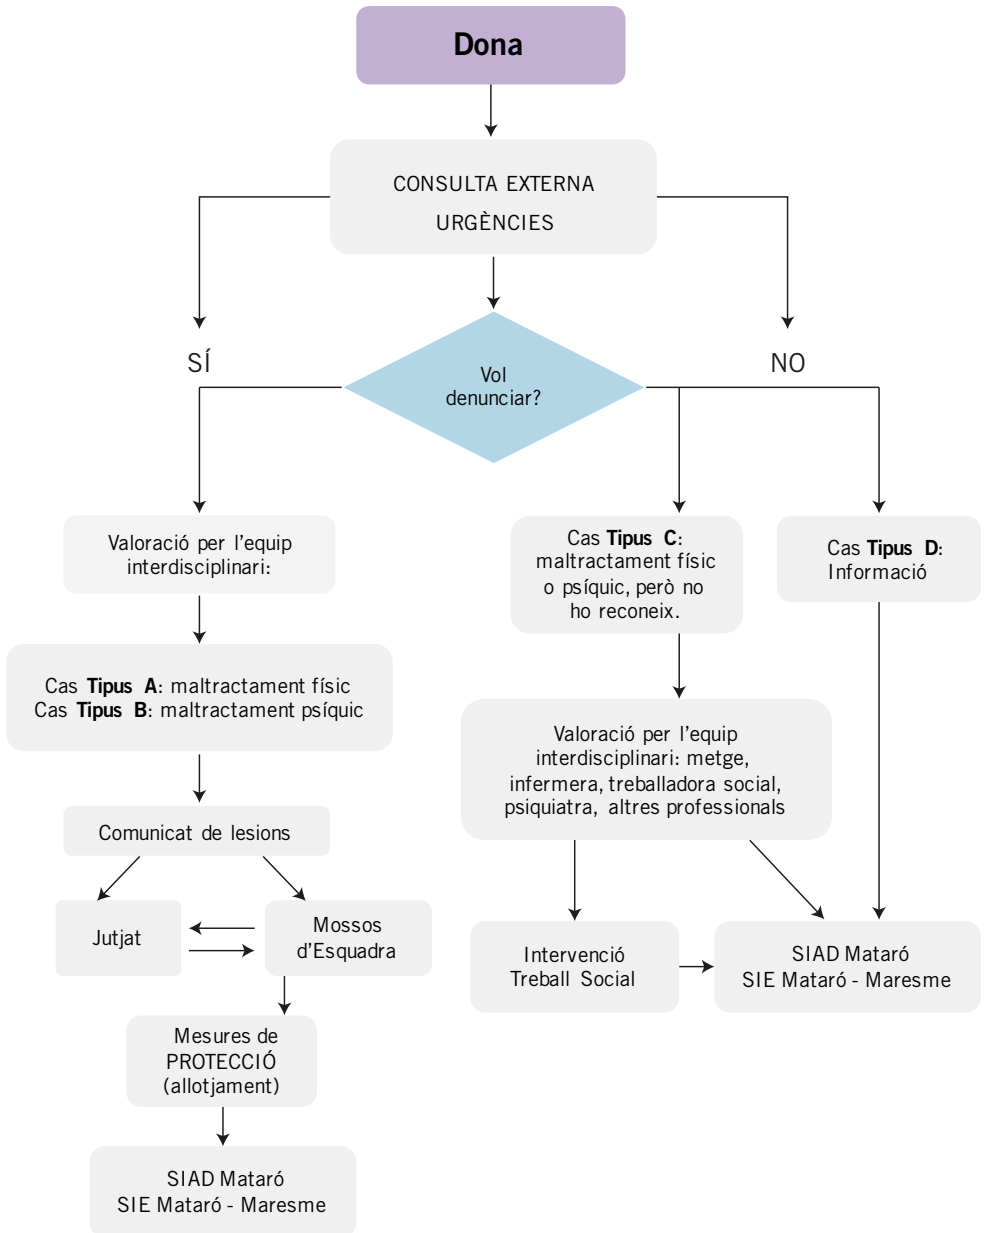 Dona
CONSULTA EXTERNA
URGÈNCIES
SÍ
Vol
denunciar?
NO
Valoració per l'equip
interdisciplinari:
Cas Tipus A: maltractament físic
Cas Tipus B: maltractament psíquic
Comunicat de lesions
Jutjat
Mossos
d'Esquadra
Mesures de
PROTECCIÓ
(allotjament)
SIAD Mataró
SIE Mataró - Maresme
Cas Tipus C:
maltractament físic
o psíquic, però no
ho reconeix.
Valoració per l'equip
interdisciplinari: metge,
infermera, treballadora social,
psiquiatra, altres professionals
Intervenció
Treball Social
Cas Tipus D:
Informació
SIAD Mataró
SIE Mataró - Maresme